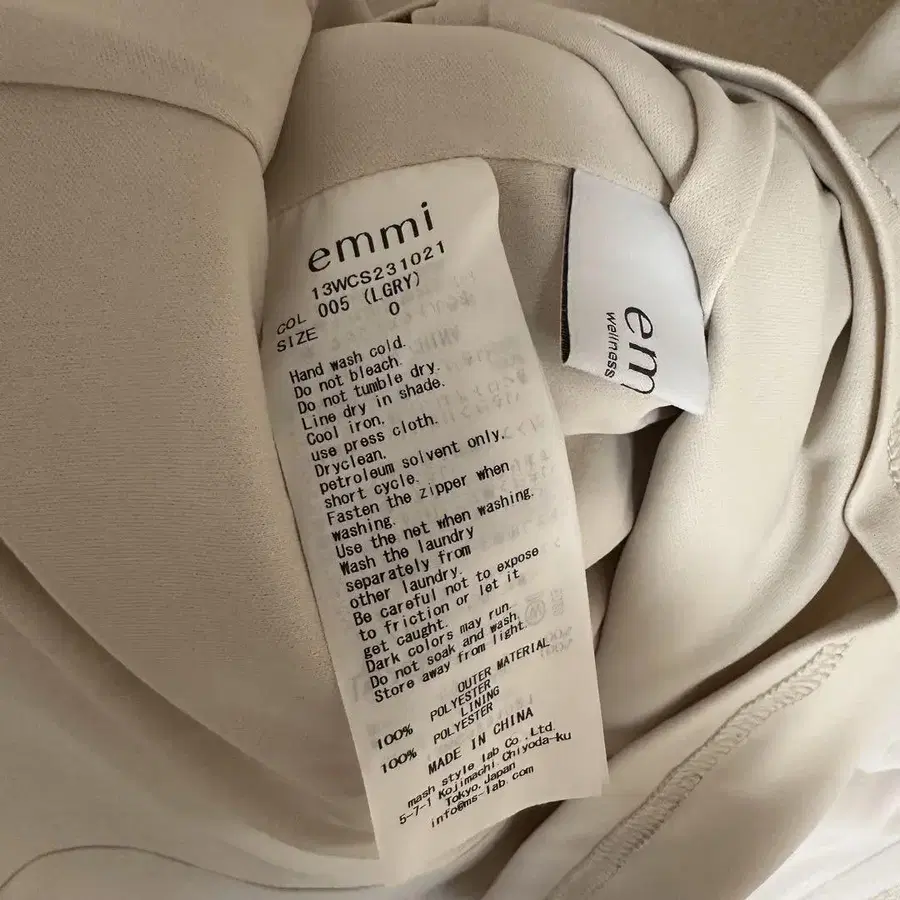 emmi
13WCS231021
COL 005 (LGRY)
SIZE 0
Hand wash cold.
Do not bleach.
Do not tumble dry.
Line dry in shade.
Cool iron.
use press cloth.
Dryclean.
petroleum solvent only.
short cycle.
Fasten the zipper when
washing.
Use the net when washing.
Wash the laundry
separately from
other laundry.
Be careful not to expose
to friction or let it
get caught.
Dark colors may run.
Do not soak and wash.
Store away from light.
OUTER MATERIAL
100% POLYESTER
LINING
100% POLYESTER
MADE IN CHINA
mash style lab Co.,Ltd.
5-7-1 Kojimachi Chiyoda-ku
Tokyo.Japan
info@ms-lab.com
em
wellness